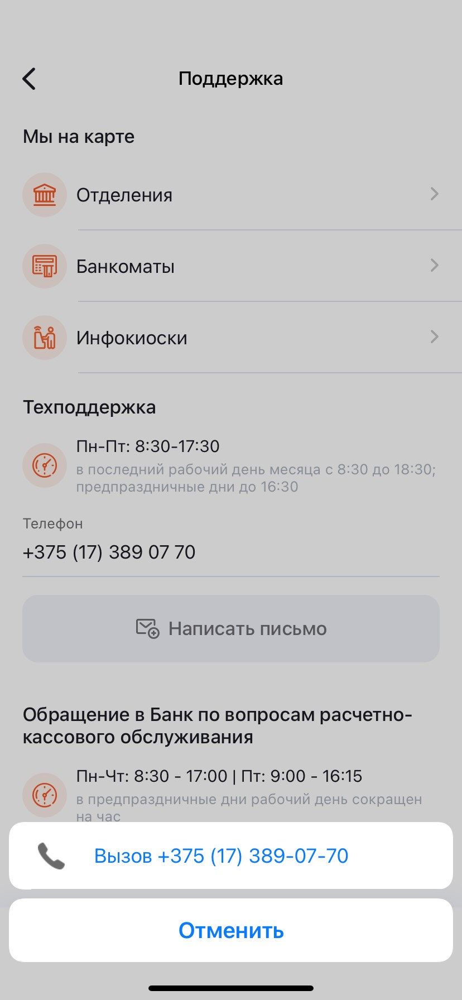 Поддержка
Мы на карте
Отделения
Банкоматы
Инфокиоски
Техподдержка
Пн-Пт: 8:30-17:30
в последний рабочий день месяца с 8:30 до 18:30;
предпраздничные дни до 16:30
Телефон
+375 (17) 389 07 70
Написать письмо
Обращение в Банк по вопросам расчетно-
кассового обслуживания
Пн-Чт: 8:30 - 17:00 | Пт: 9:00 - 16:15
в предпраздничные дни рабочий день сокращен
на час
Вызов +375 (17) 389-07-70
Отменить